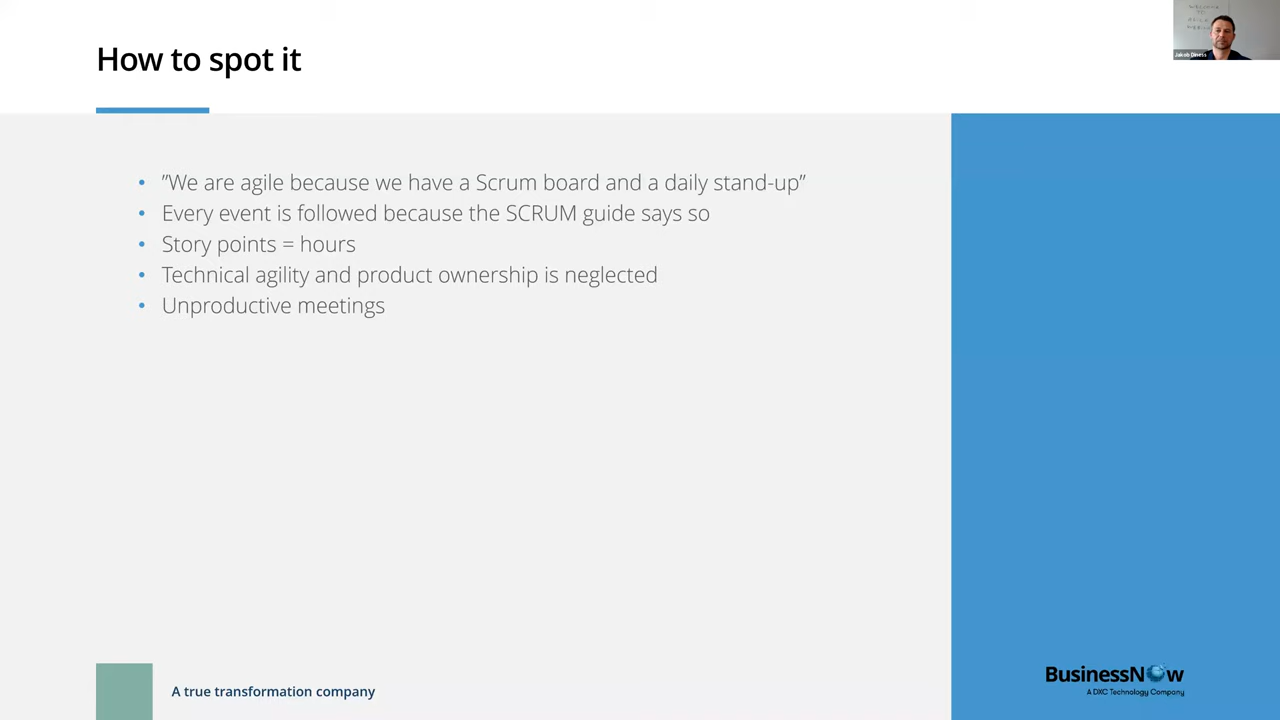 How to spot it
Jakob Diness
• ”We are agile because we have a Scrum board and a daily stand-up”
• Every event is followed because the SCRUM guide says so
• Story points = hours
• Technical agility and product ownership is neglected
• Unproductive meetings
A true transformation company
BusinessNow
A DXC Technology Company